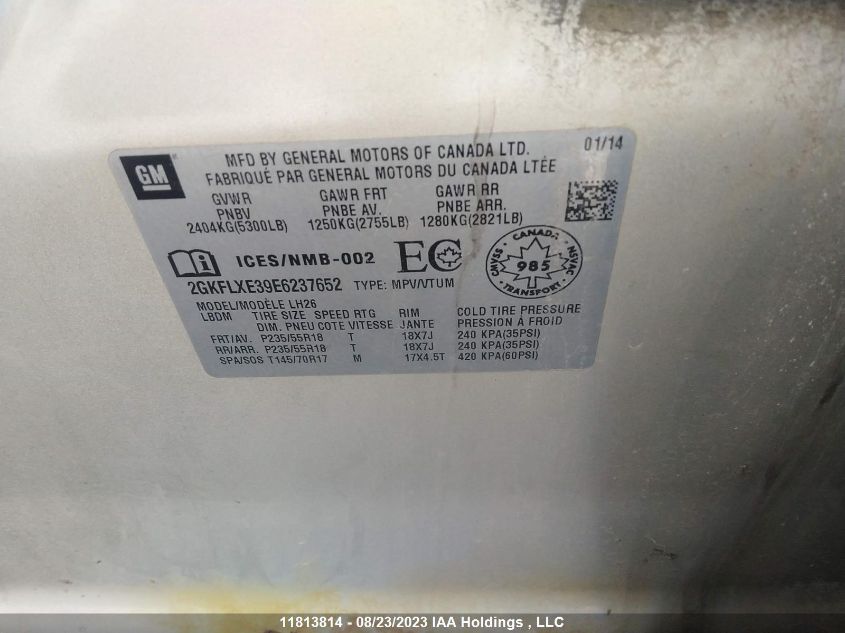 GM
MFD BY GENERAL MOTORS OF CANADA LTD. 01/14
FABRIQUÉ PAR GENERAL MOTORS DU CANADA LTÉE
GVWR GAWR FRT GAWR RR
PNBV PNBE AV. PNBE ARR.
2404KG(5300LB) 1250KG(2755LB) 1280KG(2821LB)
ICES/NMB-002 EC
CANADA
CMVSS 985 NSVAC
TRANSPORT
2GKFLXE39E6237652 TYPE: MPV/VTUM
MODEL/MODÈLE LH26
LBDM TIRE SIZE SPEED RTG RIM COLD TIRE PRESSURE
DIM. PNEU COTE VITESSE JANTE PRESSION À FROID
FRT/AV. P235/55R18 T 18X7J 240 KPA(35PSI)
RR/ARR. P235/55R18 T 18X7J 240 KPA(35PSI)
SPA/SOS T145/70R17 M 17X4.5T 420 KPA(60PSI)
11813814 - 08/23/2023 IAA Holdings , LLC